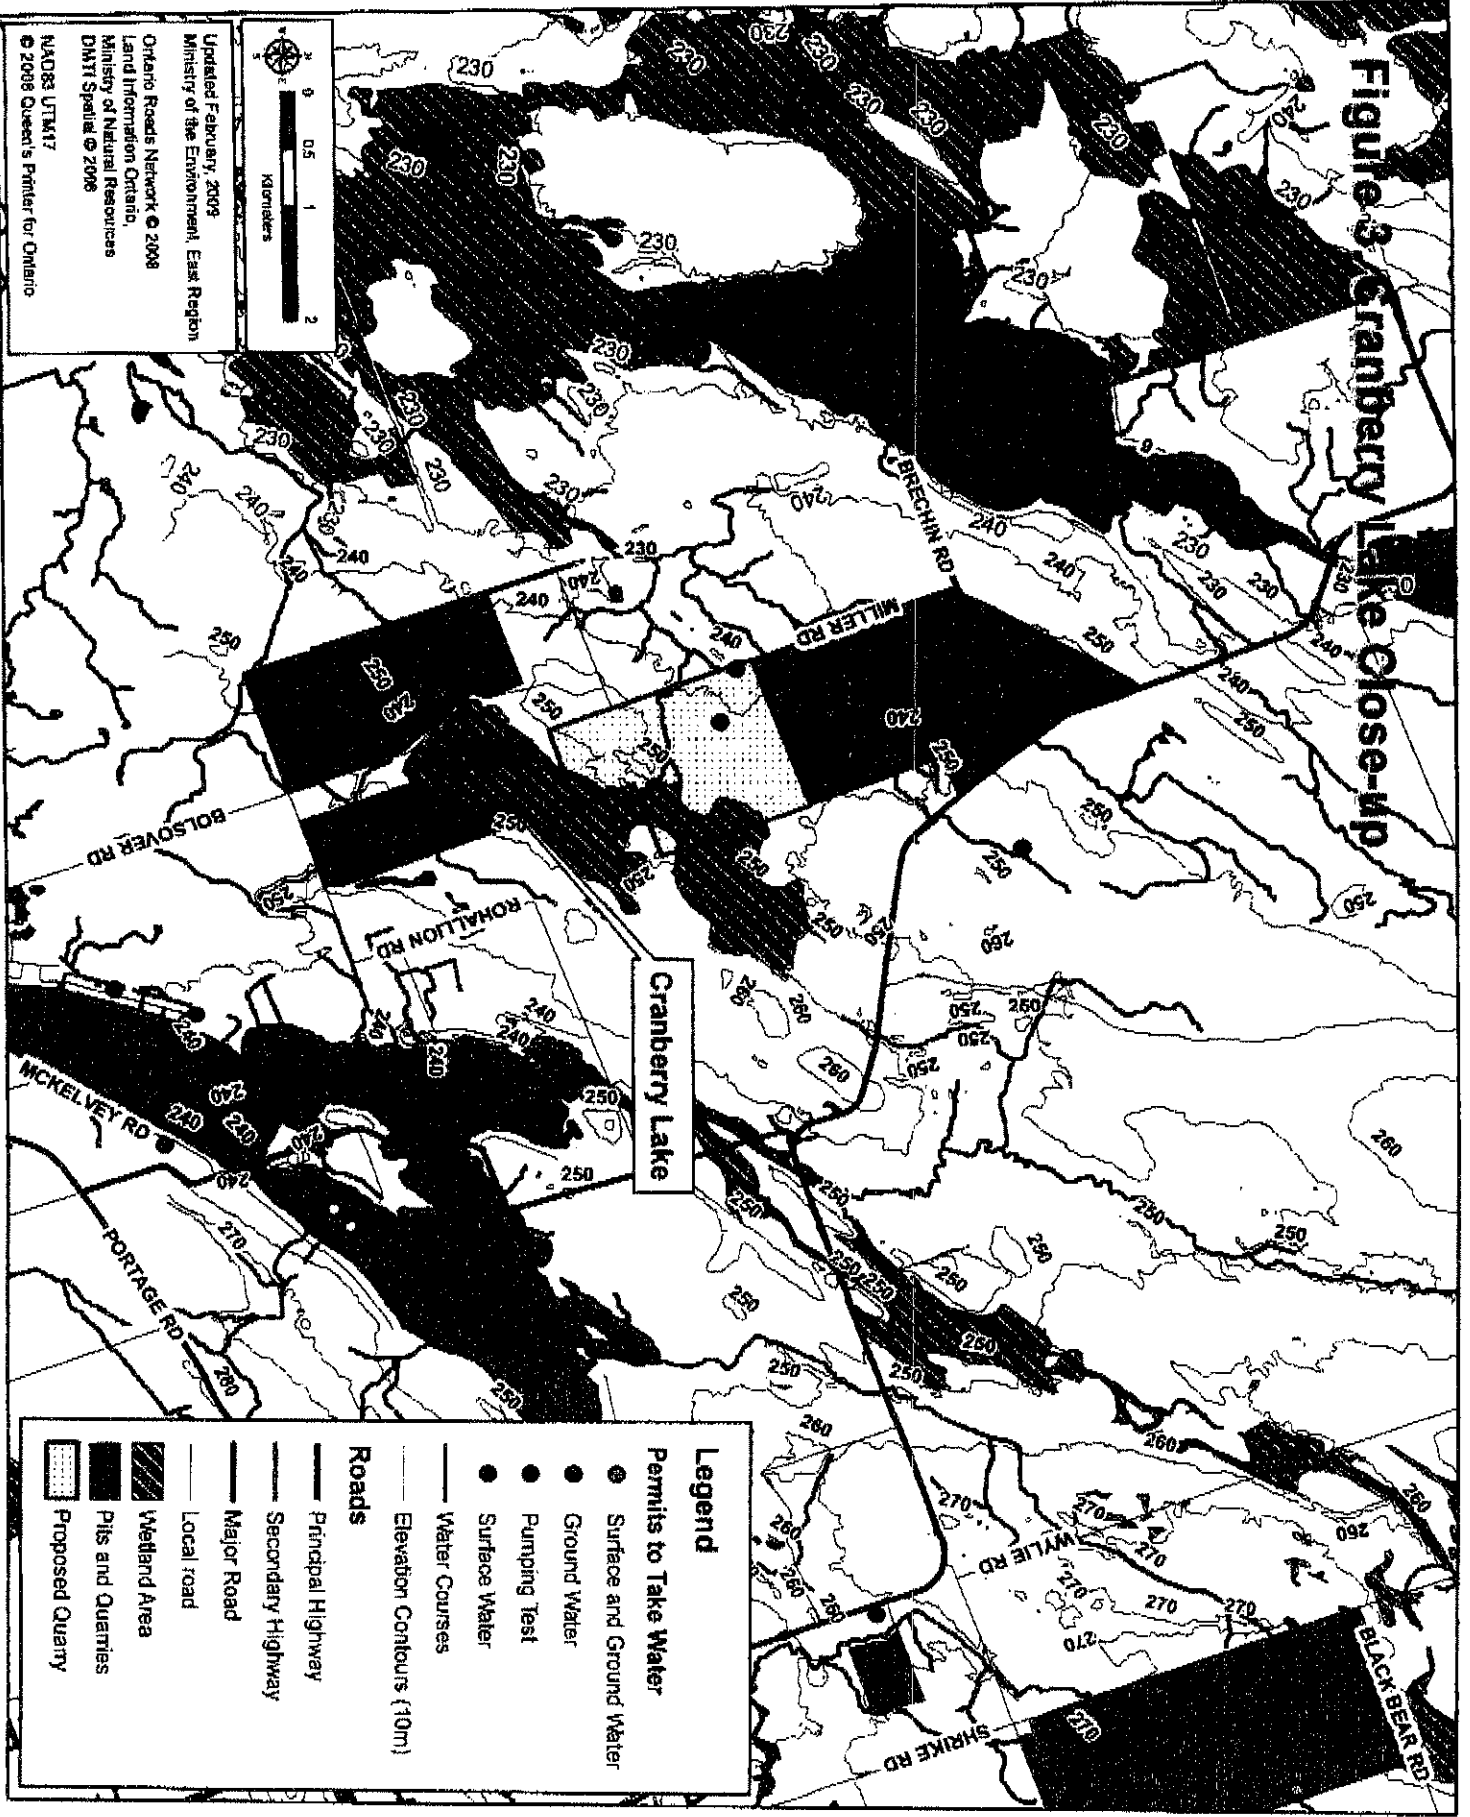 Figure 3 Cranberry Lake Close-up
BRECHIN RD
MILLER RD
BOLSOVER RD
ROHALLION RD
Cranberry Lake
MCKELVEY RD
PORTAGE RD
WYLIE RD
BLACK BEAR RD
SHRIKE RD
230
240
250
260
270
0 0.5 1 2
Kilometers
Updated February, 2009
Ministry of the Environment, East Region
Ontario Roads Network © 2008
Land Information Ontario,
Ministry of Natural Resources
DMTI Spatial © 2006
NAD83 UTM17
© 2008 Queen's Printer for Ontario
Legend
Permits to Take Water
Surface and Ground Water
Ground Water
Pumping Test
Surface Water
Water Courses
Elevation Contours (10m)
Roads
Principal Highway
Secondary Highway
Major Road
Local road
Wetland Area
Pits and Quarries
Proposed Quarry